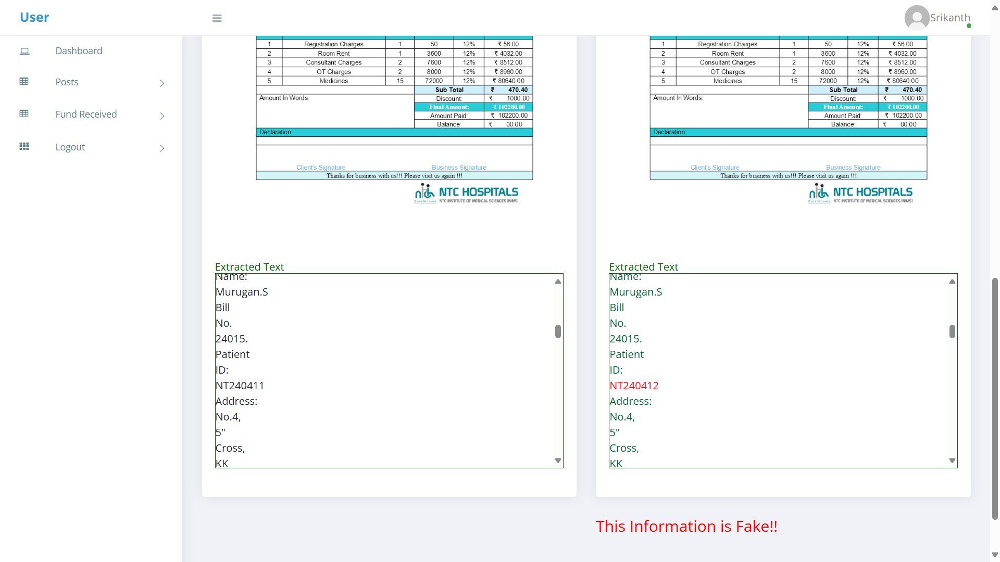 User
Srikanth
Dashboard
Posts
Fund Received
Logout
1 Registration Charges 1 50 12% ₹ 56.00
2 Room Rent 1 3600 12% ₹ 4032.00
3 Consultant Charges 2 7600 12% ₹ 8512.00
4 OT Charges 2 8000 12% ₹ 8960.00
5 Medicines 15 72000 12% ₹ 80640.00
Sub Total ₹ 470.40
Amount In Words: Discount: ₹ 1000.00
Final Amount: ₹ 102200.00
Amount Paid: ₹ 102200.00
Balance: ₹ 00.00
Declaration:
Client's Signature Business Signature
Thanks for business with us!!! Please visit us again !!!
NTC HOSPITALS
Cure for sure NTC INSTITUTE OF MEDICAL SCIENCES (NIMS)
Extracted Text
Name:
Murugan.S
Bill
No.
24015.
Patient
ID:
NT240411
Address:
No.4,
5"
Cross,
KK
1 Registration Charges 1 50 12% ₹ 56.00
2 Room Rent 1 3600 12% ₹ 4032.00
3 Consultant Charges 2 7600 12% ₹ 8512.00
4 OT Charges 2 8000 12% ₹ 8960.00
5 Medicines 15 72000 12% ₹ 80640.00
Sub Total ₹ 470.40
Amount In Words: Discount: ₹ 1000.00
Final Amount: ₹ 102200.00
Amount Paid: ₹ 102200.00
Balance: ₹ 00.00
Declaration:
Client's Signature Business Signature
Thanks for business with us!!! Please visit us again !!!
NTC HOSPITALS
Cure for sure NTC INSTITUTE OF MEDICAL SCIENCES (NIMS)
Extracted Text
Name:
Murugan.S
Bill
No.
24015.
Patient
ID:
NT240412
Address:
No.4,
5"
Cross,
KK
This Information is Fake!!